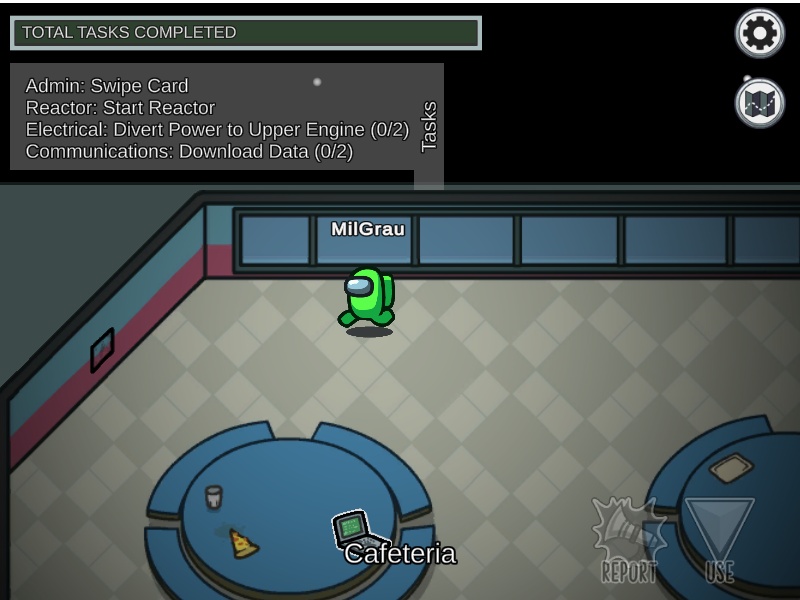 TOTAL TASKS COMPLETED
Admin: Swipe Card
Reactor: Start Reactor
Electrical: Divert Power to Upper Engine (0/2)
Communications: Download Data (0/2)
Tasks
MilGrau
Cafeteria
REPORT
USE